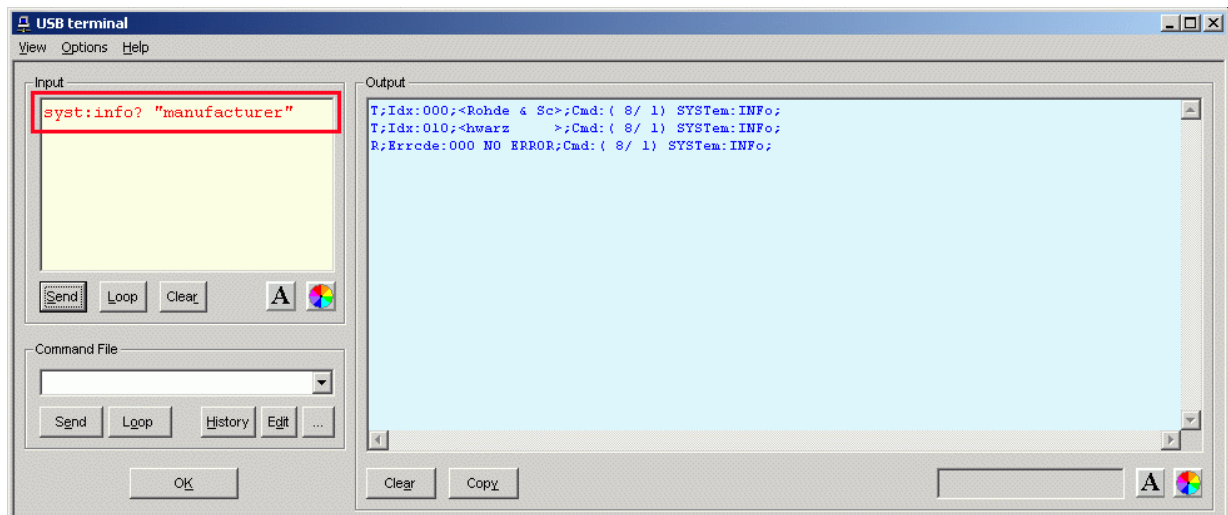 USB terminal
View Options Help
Input
syst:info? "manufacturer"
Send Loop Clear A
Command File
Send Loop History Edit ...
OK
Output
T;Idx:000;<Rohde & Sc>;Cmd:( 8/ 1) SYSTem:INFo;
T;Idx:010;<hwarz     >;Cmd:( 8/ 1) SYSTem:INFo;
R;Errcde:000 NO ERROR;Cmd:( 8/ 1) SYSTem:INFo;
Clear Copy A